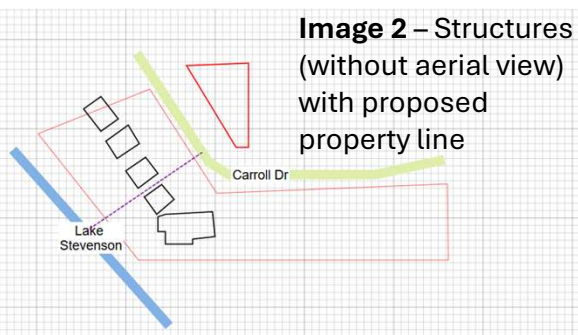 Image 2 – Structures
(without aerial view)
with proposed
property line
Carroll Dr
Lake
Stevenson